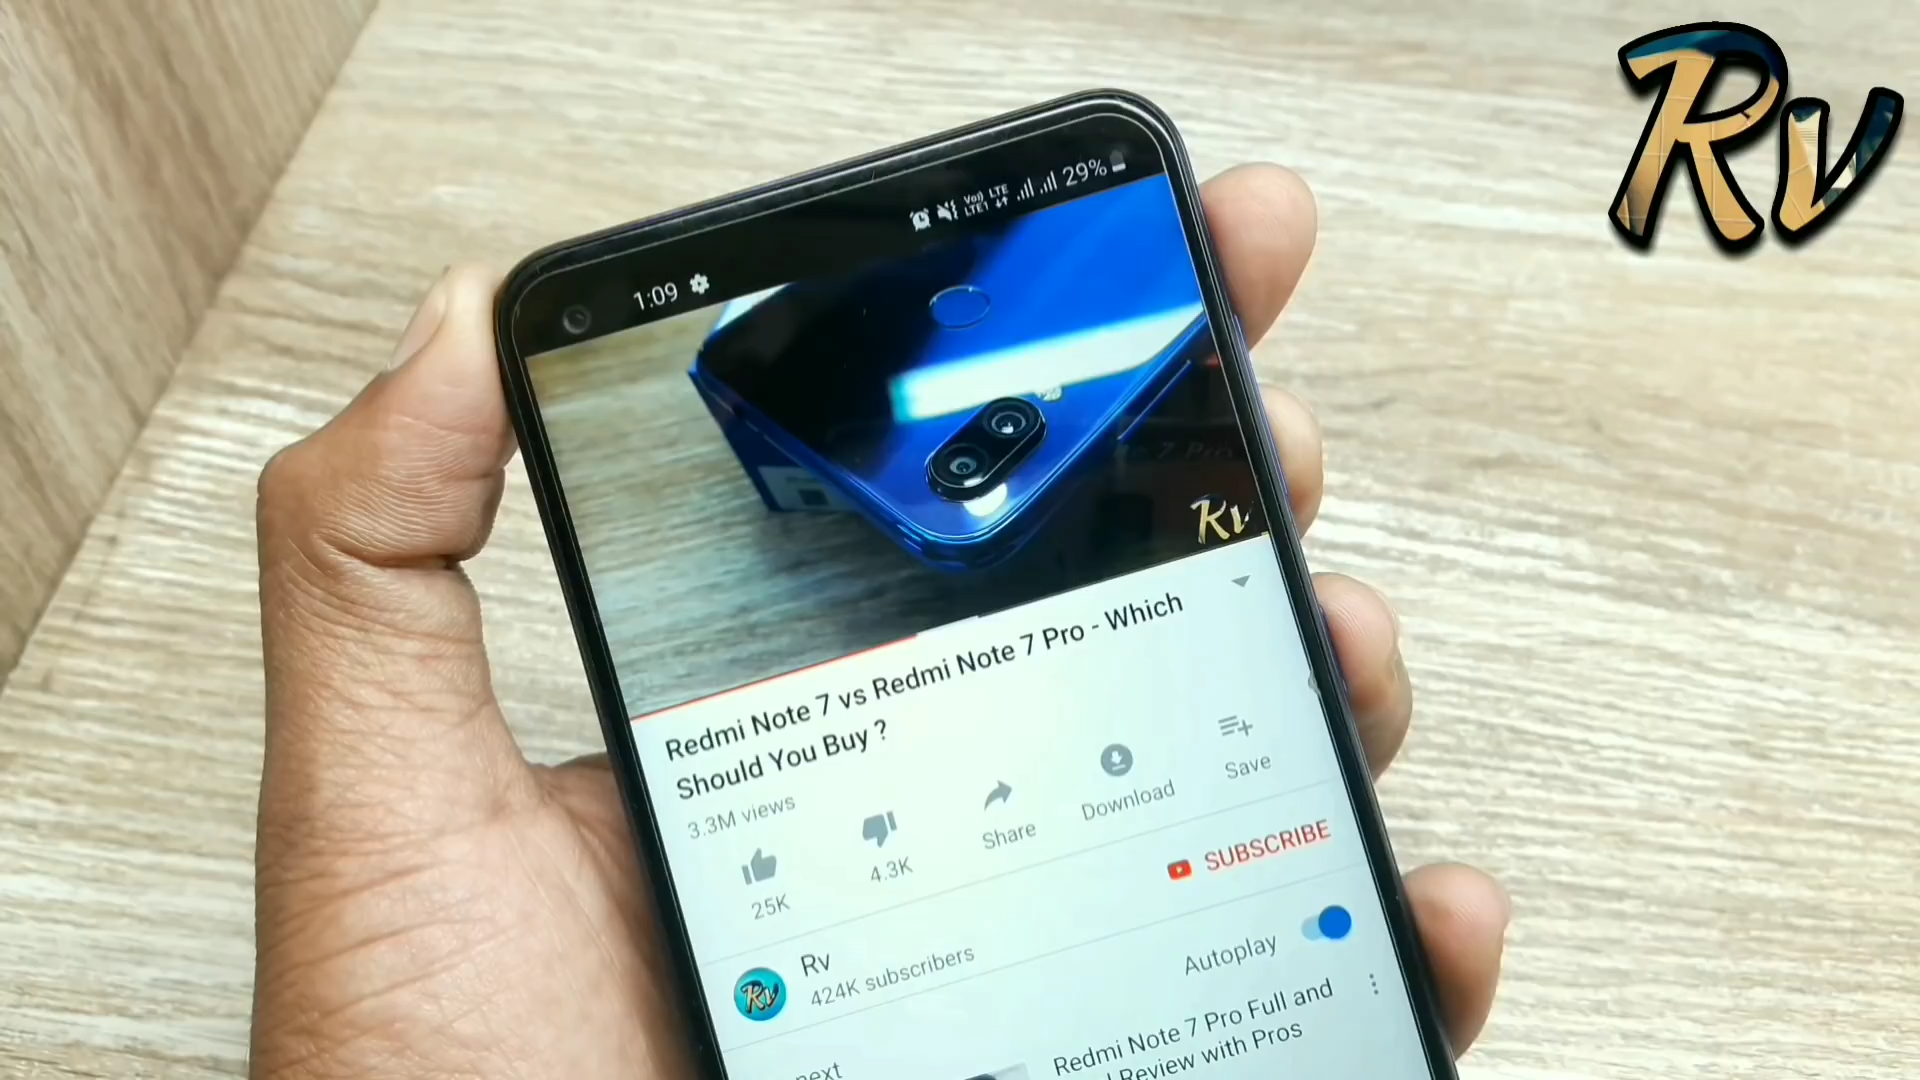 Rv
1:09
VoLTE1 LTE 29%
Rv
Redmi Note 7 vs Redmi Note 7 Pro - Which
Should You Buy ?
3.3M views
25K
4.3K
Share
Download
Save
Rv
424K subscribers
SUBSCRIBE
Autoplay
next
Redmi Note 7 Pro Full and
Review with Pros